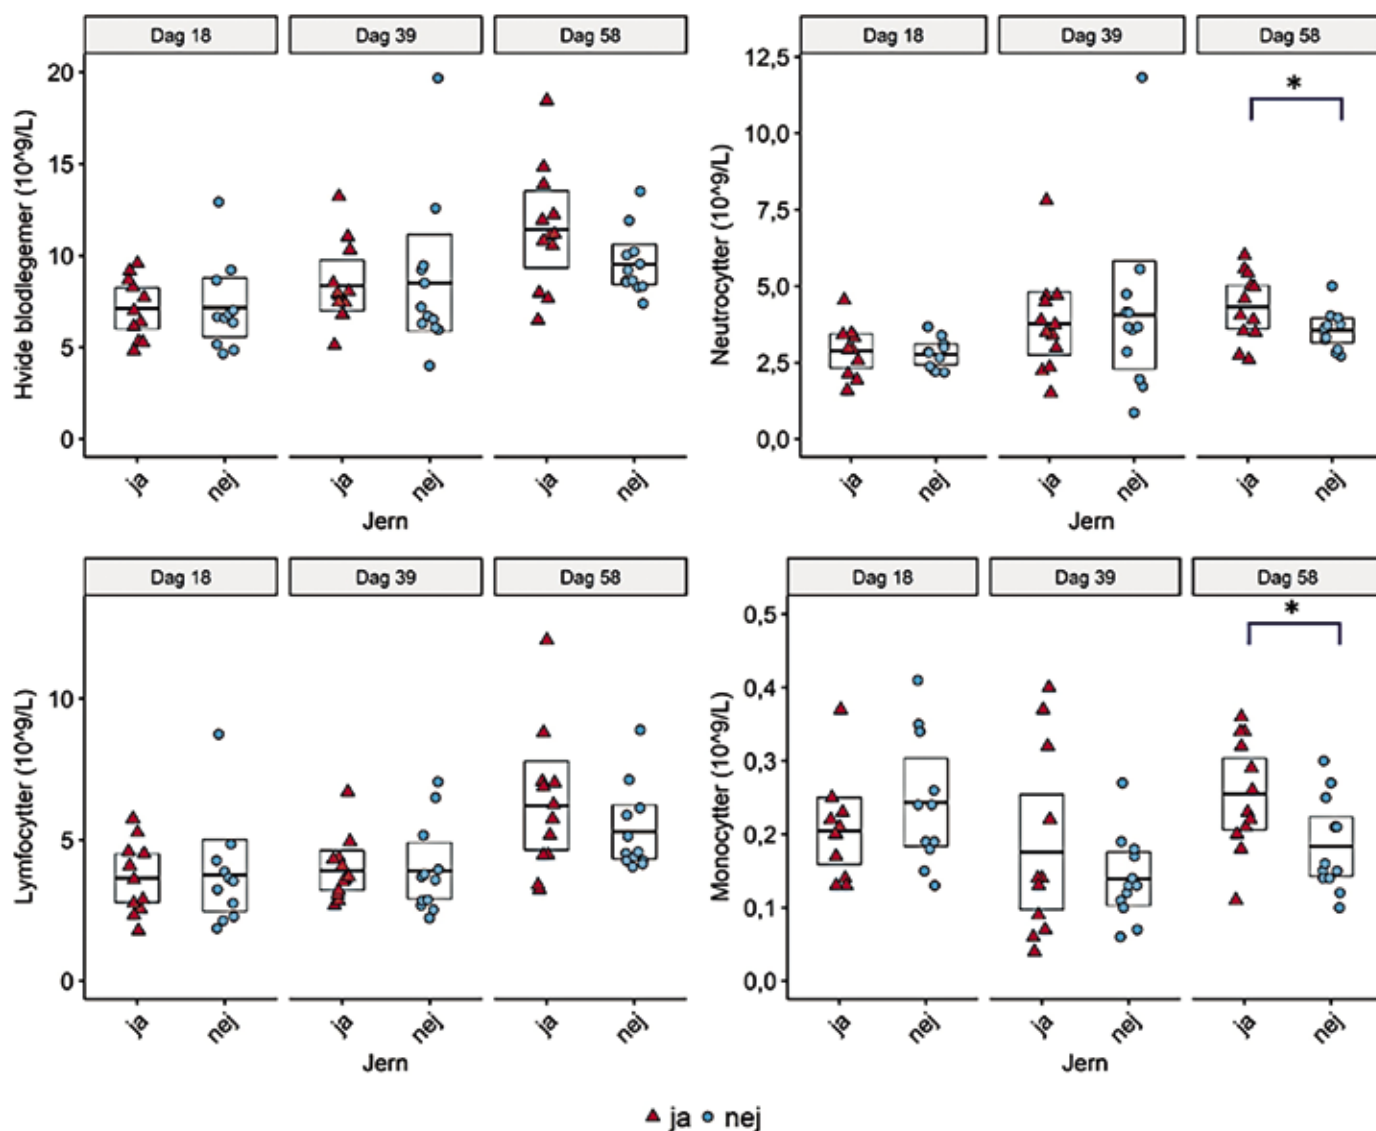 Dag 18 Dag 39 Dag 58
Hvide blodlegemer (10^9/L)
20
15
10
5
0
ja nej ja nej ja nej
Jern
Dag 18 Dag 39 Dag 58
Neutrocytter (10^9/L)
12,5
10,0
7,5
5,0
2,5
0,0
*
ja nej ja nej ja nej
Jern
Dag 18 Dag 39 Dag 58
Lymfocytter (10^9/L)
10
5
0
ja nej ja nej ja nej
Jern
Dag 18 Dag 39 Dag 58
Monocytter (10^9/L)
0,5
0,4
0,3
0,2
0,1
0,0
*
ja nej ja nej ja nej
Jern
ja nej